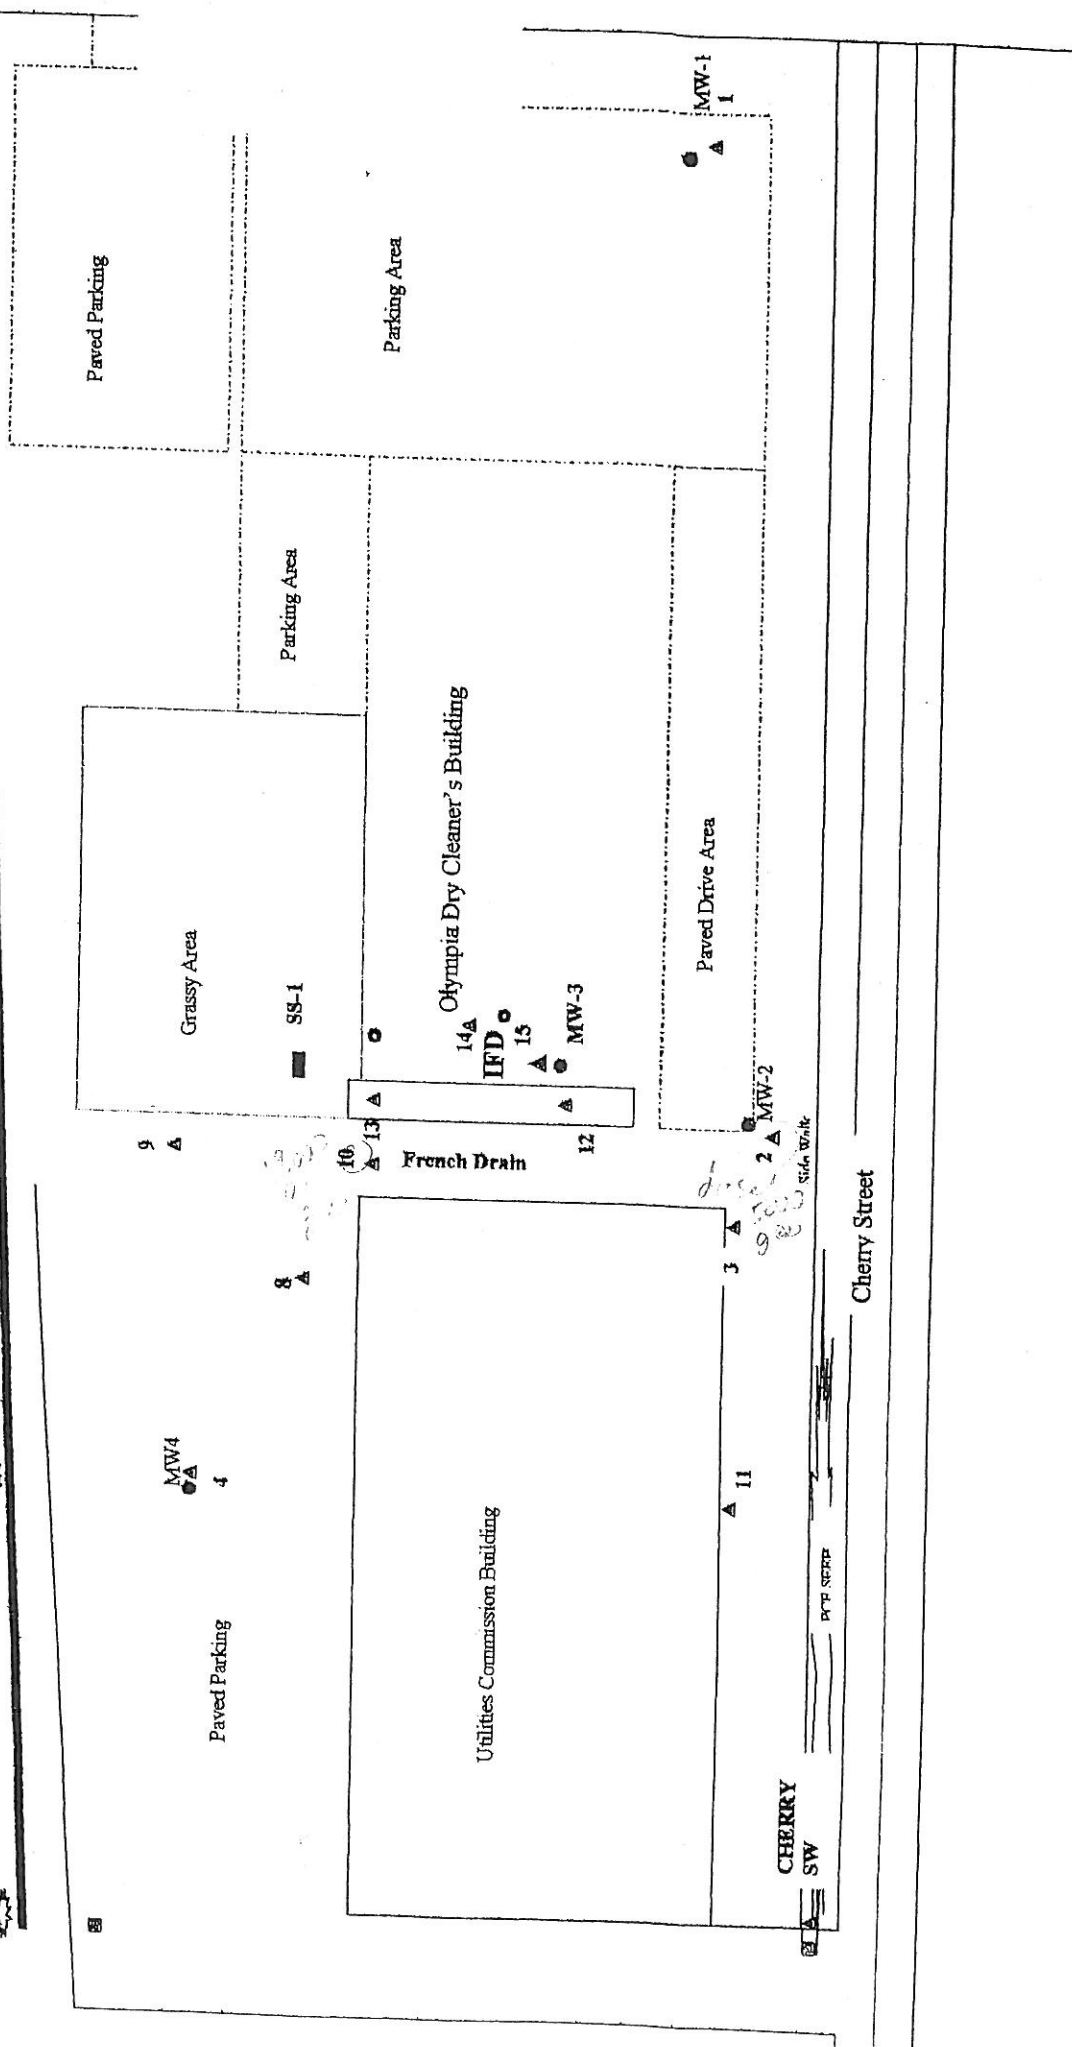 MW-1
1
Paved Parking
Parking Area
Parking Area
Olympia Dry Cleaner's Building
Paved Drive Area
Grassy Area
SS-1
14
IFD
15
MW-3
MW-2
2
Side Walk
9
13
10
French Drain
12
8
3
Cherry Street
MW4
4
11
Paved Parking
Utilities Commission Building
CHERRY
SW